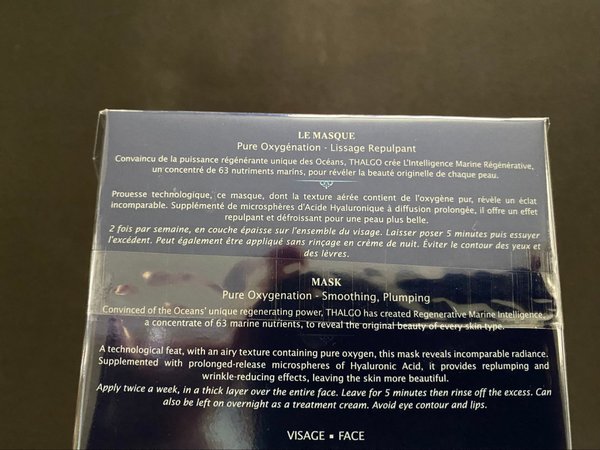 LE MASQUE
Pure Oxygénation - Lissage Repulpant
Convaincu de la puissance régénérante unique des Océans, THALGO crée L'Intelligence Marine Régénérative,
un concentré de 63 nutriments marins, pour révéler la beauté originelle de chaque peau.
Prouesse technologique, ce masque, dont la texture aérée contient de l'oxygène pur, révèle un éclat
incomparable. Supplémenté de microsphères d'Acide Hyaluronique à diffusion prolongée, il offre un effet
repulpant et défroissant pour une peau plus belle.
2 fois par semaine, en couche épaisse sur l'ensemble du visage. Laisser poser 5 minutes puis essuyer
l'excédent. Peut également être appliqué sans rinçage en crème de nuit. Éviter le contour des yeux et
des lèvres.
MASK
Pure Oxygenation - Smoothing, Plumping
Convinced of the Oceans' unique regenerating power, THALGO has created Regenerative Marine Intelligence,
a concentrate of 63 marine nutrients, to reveal the original beauty of every skin type.
A technological feat, with an airy texture containing pure oxygen, this mask reveals incomparable radiance.
Supplemented with prolonged-release microspheres of Hyaluronic Acid, it provides replumping and
wrinkle-reducing effects, leaving the skin more beautiful.
Apply twice a week, in a thick layer over the entire face. Leave for 5 minutes then rinse off the excess. Can
also be left on overnight as a treatment cream. Avoid eye contour and lips.
VISAGE ▪ FACE